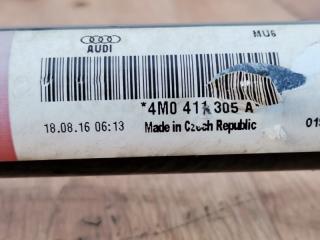 MU6
AUDI
*4M0 411 305 A*
18.08.16 06:13
Made in Czech Republic